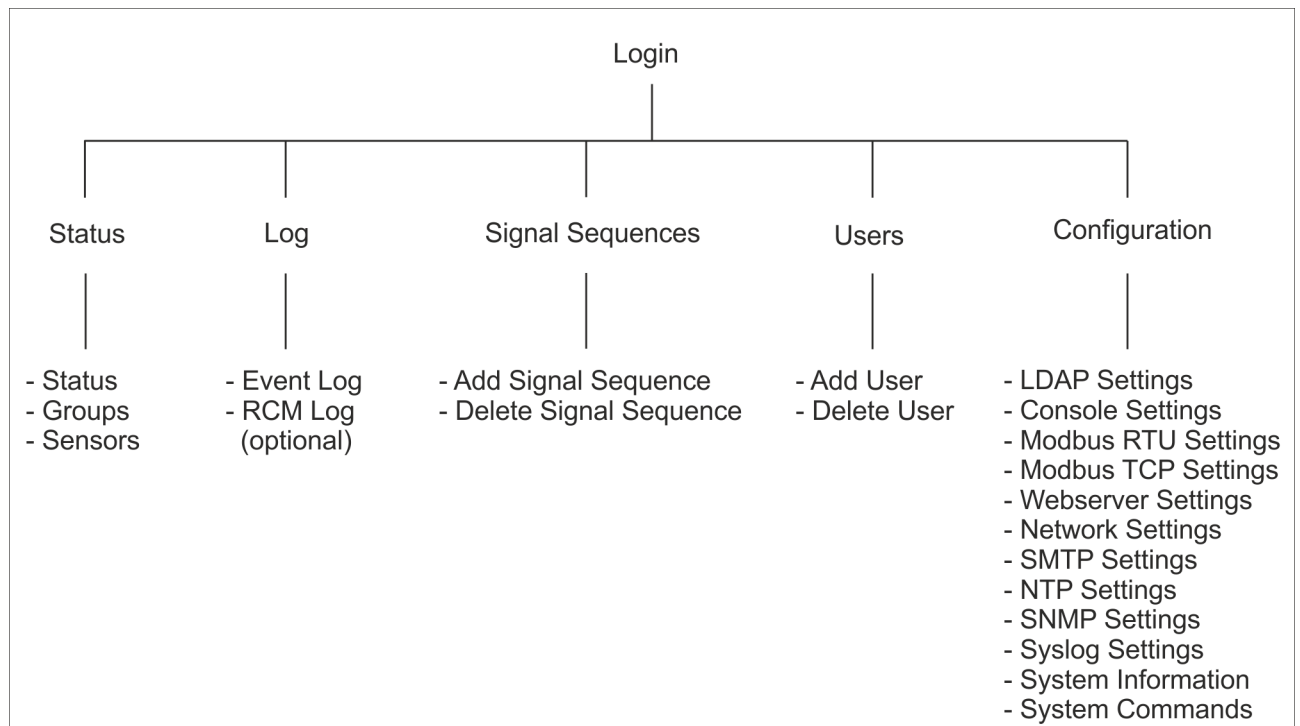 Login
Status
Log
Signal Sequences
Users
Configuration
- Status
- Groups
- Sensors
- Event Log
- RCM Log
(optional)
- Add Signal Sequence
- Delete Signal Sequence
- Add User
- Delete User
- LDAP Settings
- Console Settings
- Modbus RTU Settings
- Modbus TCP Settings
- Webserver Settings
- Network Settings
- SMTP Settings
- NTP Settings
- SNMP Settings
- Syslog Settings
- System Information
- System Commands